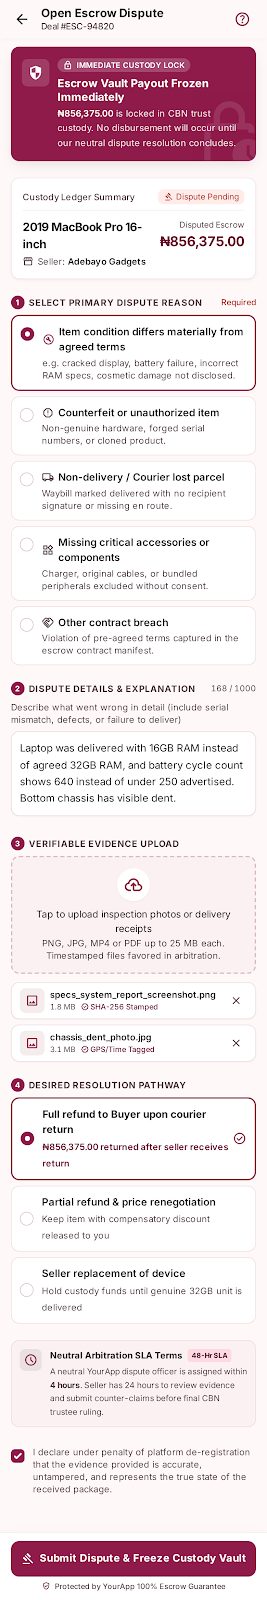 Open Escrow Dispute
Deal #ESC-94820
IMMEDIATE CUSTODY LOCK
Escrow Vault Payout Frozen
Immediately
₦856,375.00 is locked in CBN trust
custody. No disbursement will occur until
our neutral dispute resolution concludes.
Custody Ledger Summary
Dispute Pending
2019 MacBook Pro 16-
inch
Disputed Escrow
₦856,375.00
Seller: Adebayo Gadgets
1 SELECT PRIMARY DISPUTE REASON Required
Item condition differs materially from
agreed terms
e.g. cracked display, battery failure, incorrect
RAM specs, cosmetic damage not disclosed.
Counterfeit or unauthorized item
Non-genuine hardware, forged serial
numbers, or cloned product.
Non-delivery / Courier lost parcel
Waybill marked delivered with no recipient
signature or missing en route.
Missing critical accessories or
components
Charger, original cables, or bundled
peripherals excluded without consent.
Other contract breach
Violation of pre-agreed terms captured in the
escrow contract manifest.
2 DISPUTE DETAILS & EXPLANATION 168 / 1000
Describe what went wrong in detail (include serial
mismatch, defects, or failure to deliver)
Laptop was delivered with 16GB RAM instead
of agreed 32GB RAM, and battery cycle count
shows 640 instead of under 250 advertised.
Bottom chassis has visible dent.
3 VERIFIABLE EVIDENCE UPLOAD
Tap to upload inspection photos or delivery
receipts
PNG, JPG, MP4 or PDF up to 25 MB each.
Timestamped files favored in arbitration.
specs_system_report_screenshot.png
1.8 MB SHA-256 Stamped
chassis_dent_photo.jpg
3.1 MB GPS/Time Tagged
4 DESIRED RESOLUTION PATHWAY
Full refund to Buyer upon courier
return
₦856,375.00 returned after seller receives
return
Partial refund & price renegotiation
Keep item with compensatory discount
released to you
Seller replacement of device
Hold custody funds until genuine 32GB unit is
delivered
Neutral Arbitration SLA Terms 48-Hr SLA
A neutral YourApp dispute officer is assigned within
4 hours. Seller has 24 hours to review evidence
and submit counter-claims before final CBN
trustee ruling.
I declare under penalty of platform de-registration
that the evidence provided is accurate,
untampered, and represents the true state of the
received package.
Submit Dispute & Freeze Custody Vault
Protected by YourApp 100% Escrow Guarantee